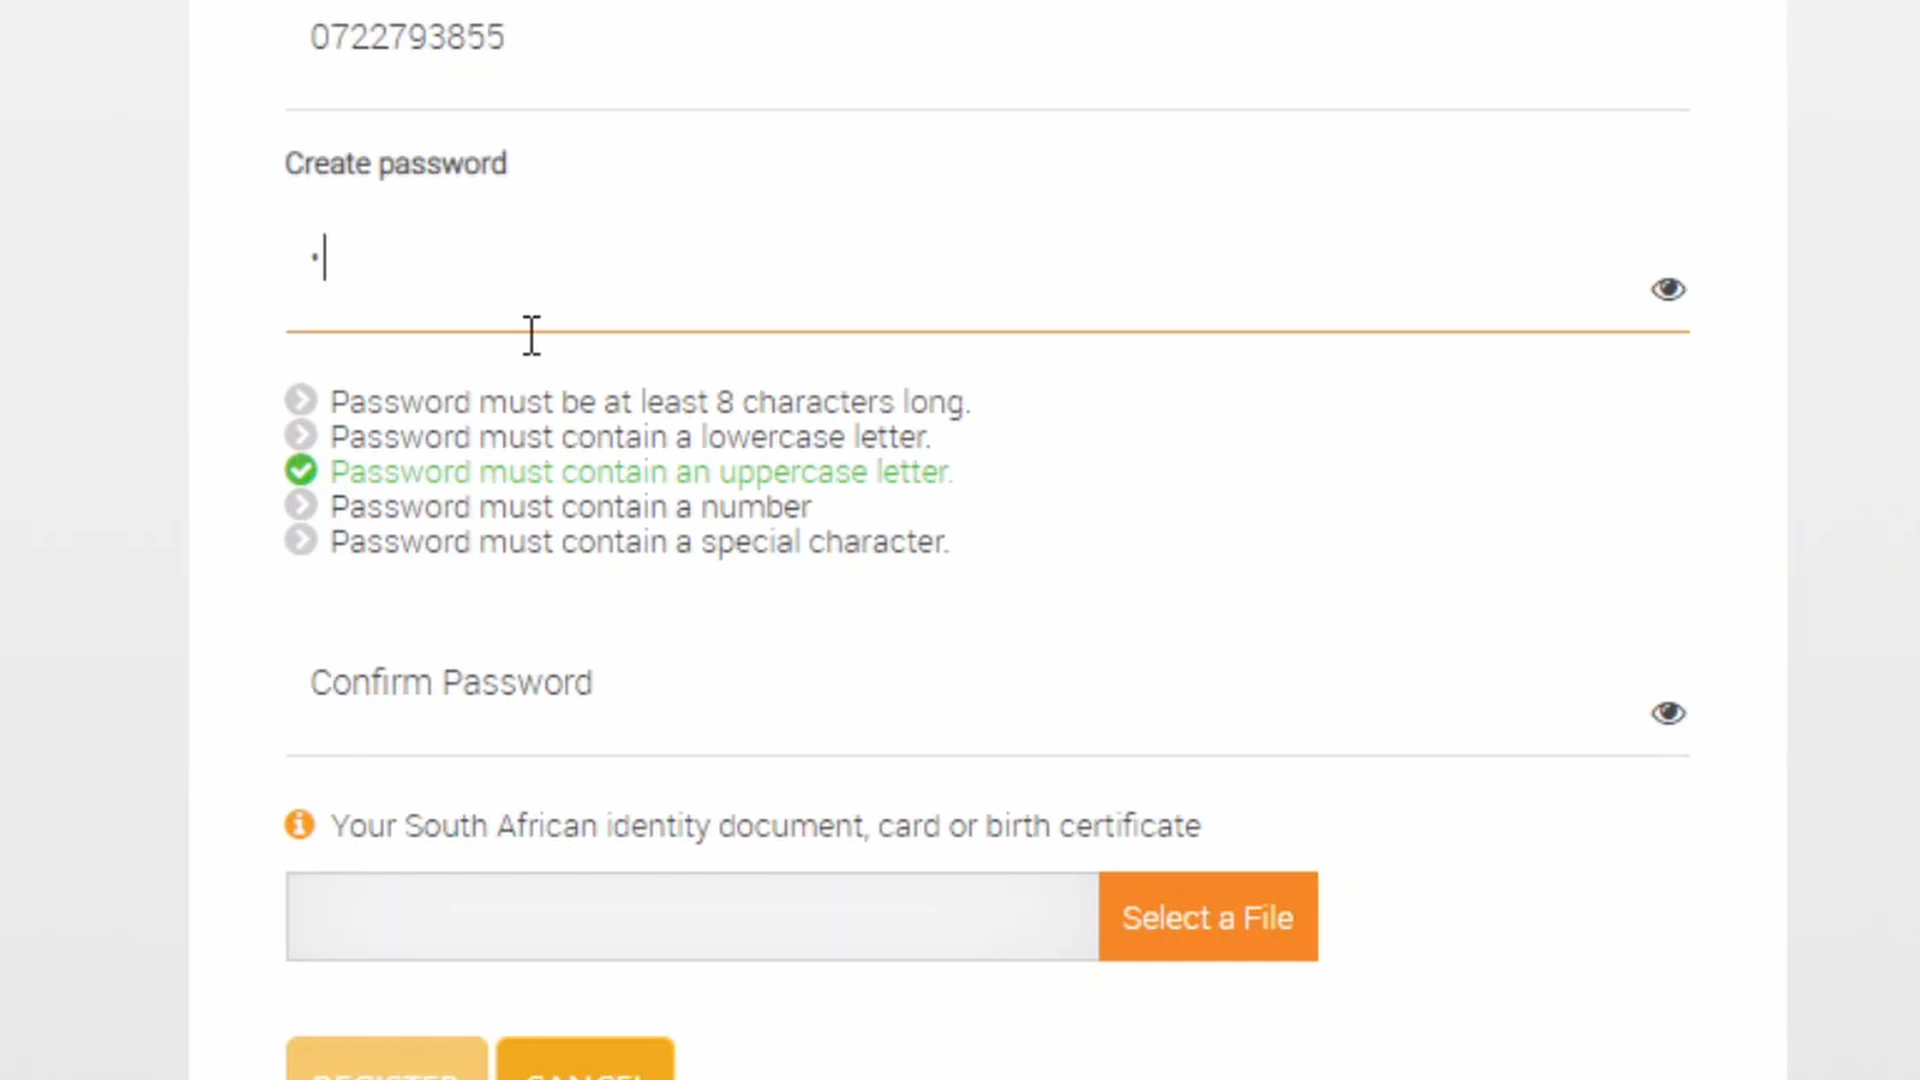 0722793855
Create password
Password must be at least 8 characters long.
Password must contain a lowercase letter.
Password must contain an uppercase letter.
Password must contain a number
Password must contain a special character.
Confirm Password
Your South African identity document, card or birth certificate
Select a File
REGISTER CANCEL